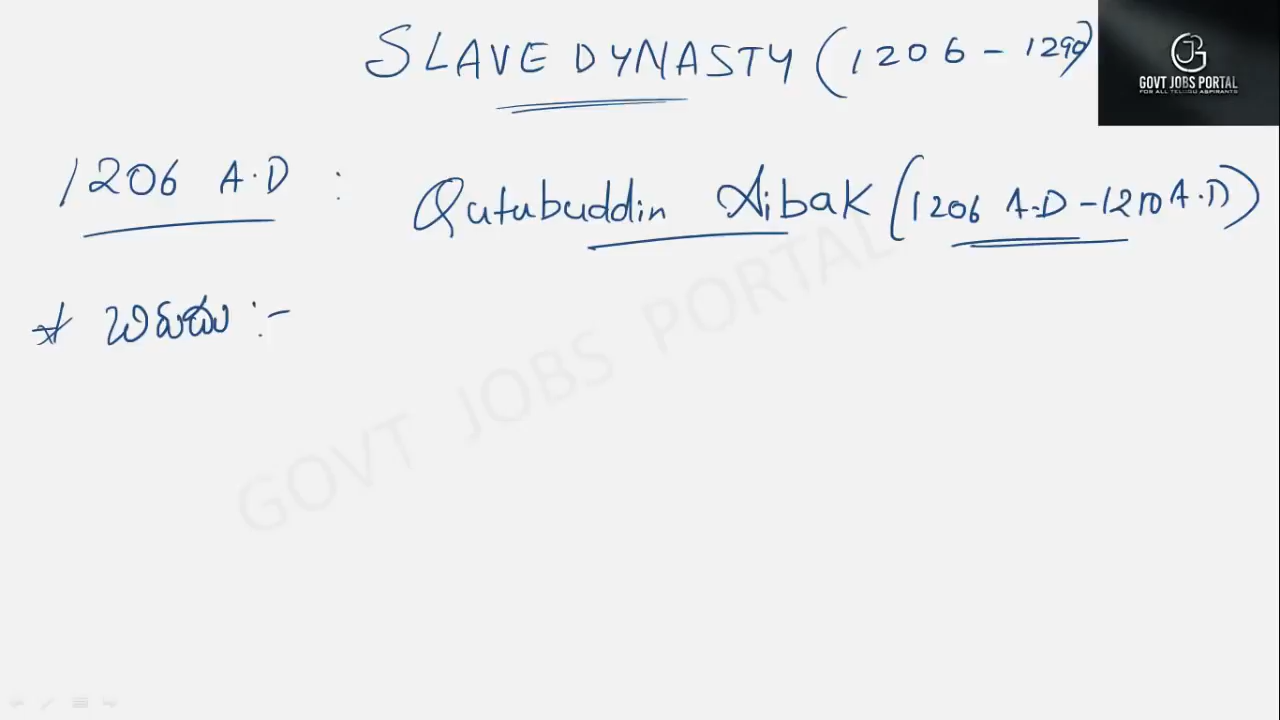 SLAVE DYNASTY (1206 - 1290)
GOVT JOBS PORTAL
FOR ALL TELUGU ASPIRANTS
1206 A.D : Qutubuddin Aibak (1206 A.D - 1210 A.D)
* బిరుదు :-
GOVT JOBS PORTAL